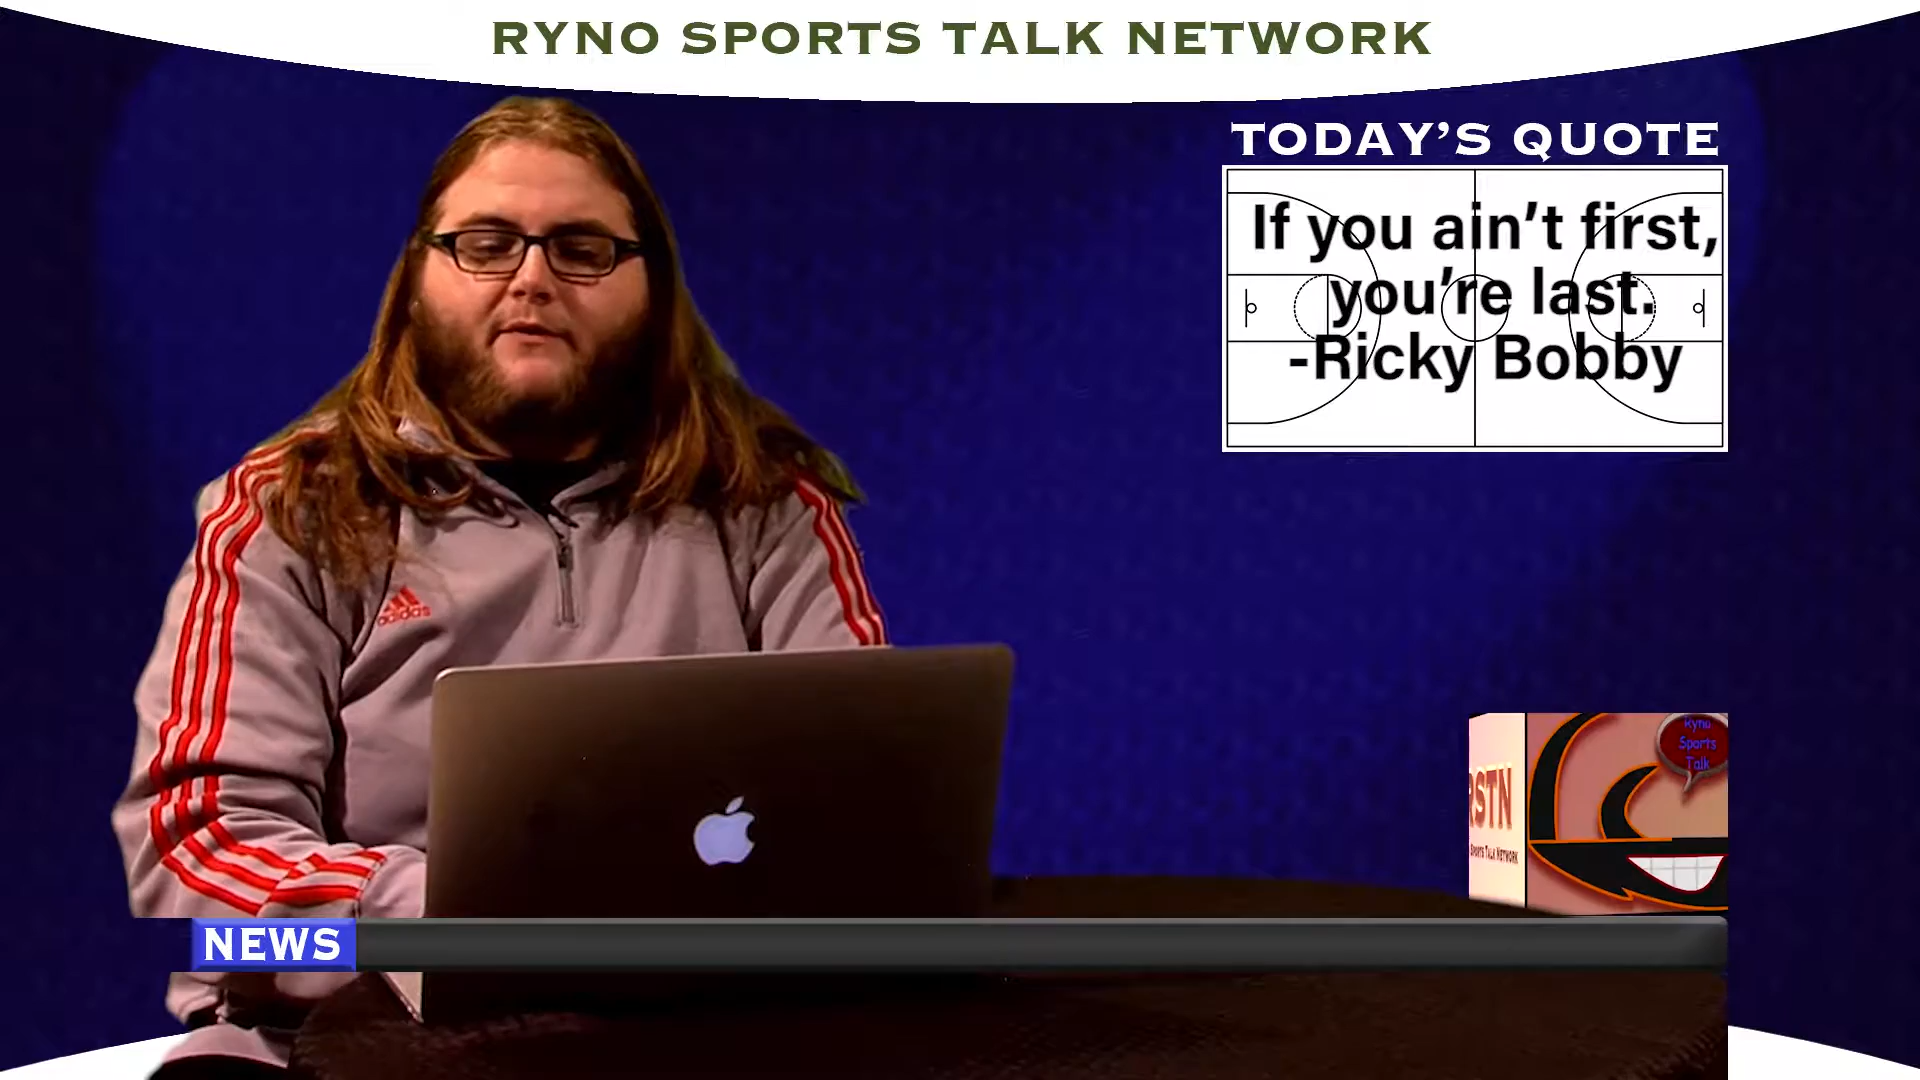 RYNO SPORTS TALK NETWORK
TODAY'S QUOTE
If you ain't first,
you're last.
-Ricky Bobby
adidas
Ryno
Sports
Talk
RSTN
SPORTS TALK NETWORK
NEWS